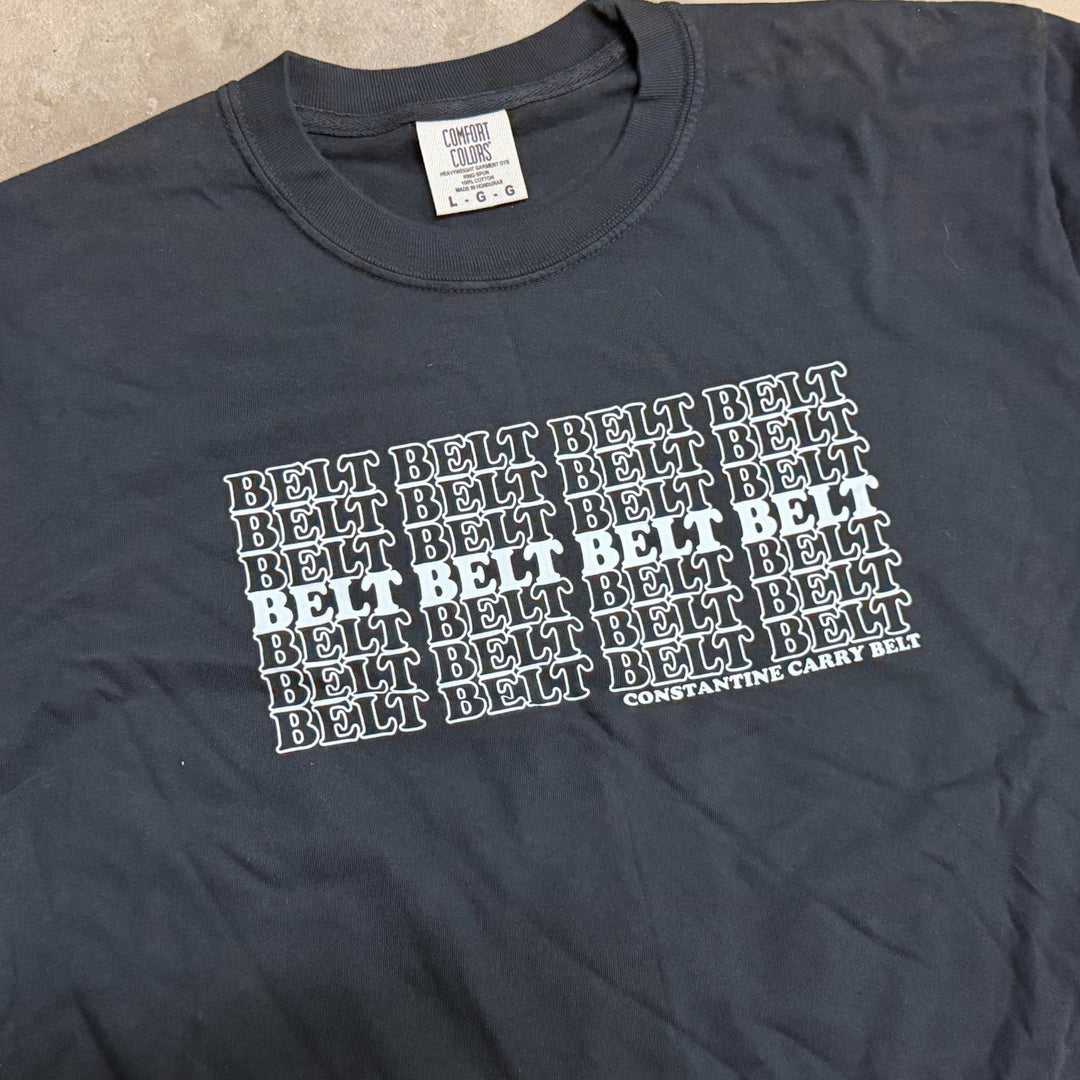 COMFORT
COLORS
HEAVYWEIGHT GARMENT DYE
RING SPUN
100% COTTON
MADE IN HONDURAS
L - G - G
BELT BELT BELT BELT
BELT BELT BELT BELT
BELT BELT BELT BELT
BELT BELT BELT BELT
BELT BELT BELT BELT
BELT BELT BELT BELT
BELT BELT BELT BELT
CONSTANTINE CARRY BELT